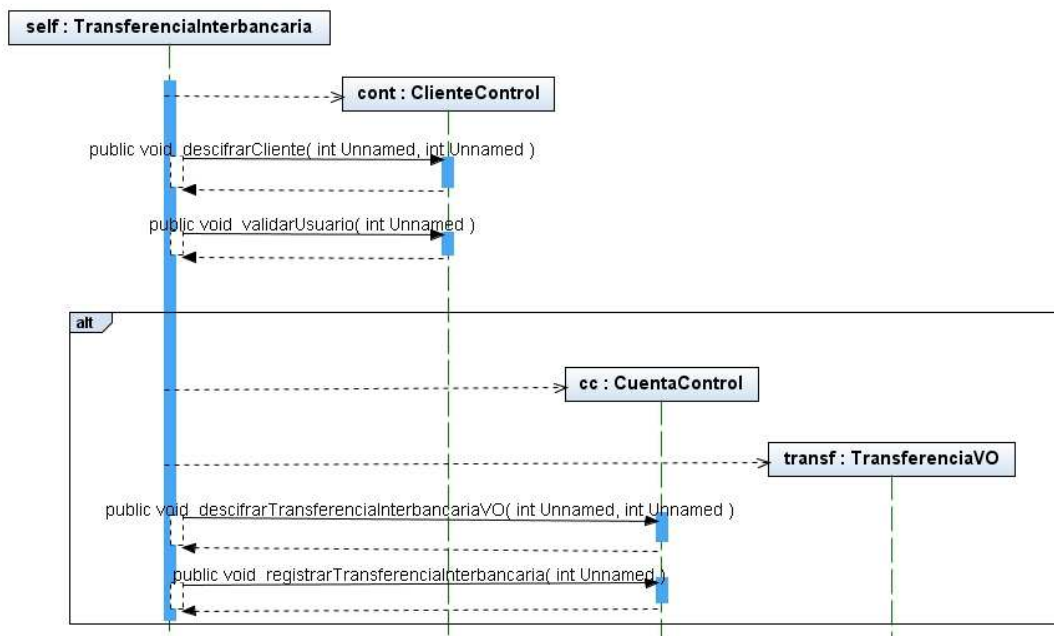 self : TransferenciaInterbancaria
cont : ClienteControl
public void descifrarCliente( int Unnamed, int Unnamed )
public void validarUsuario( int Unnamed )
alt
cc : CuentaControl
transf : TransferenciaVO
public void descifrarTransferenciaInterbancariaVO( int Unnamed, int Unnamed )
public void registrarTransferenciaInterbancaria( int Unnamed )